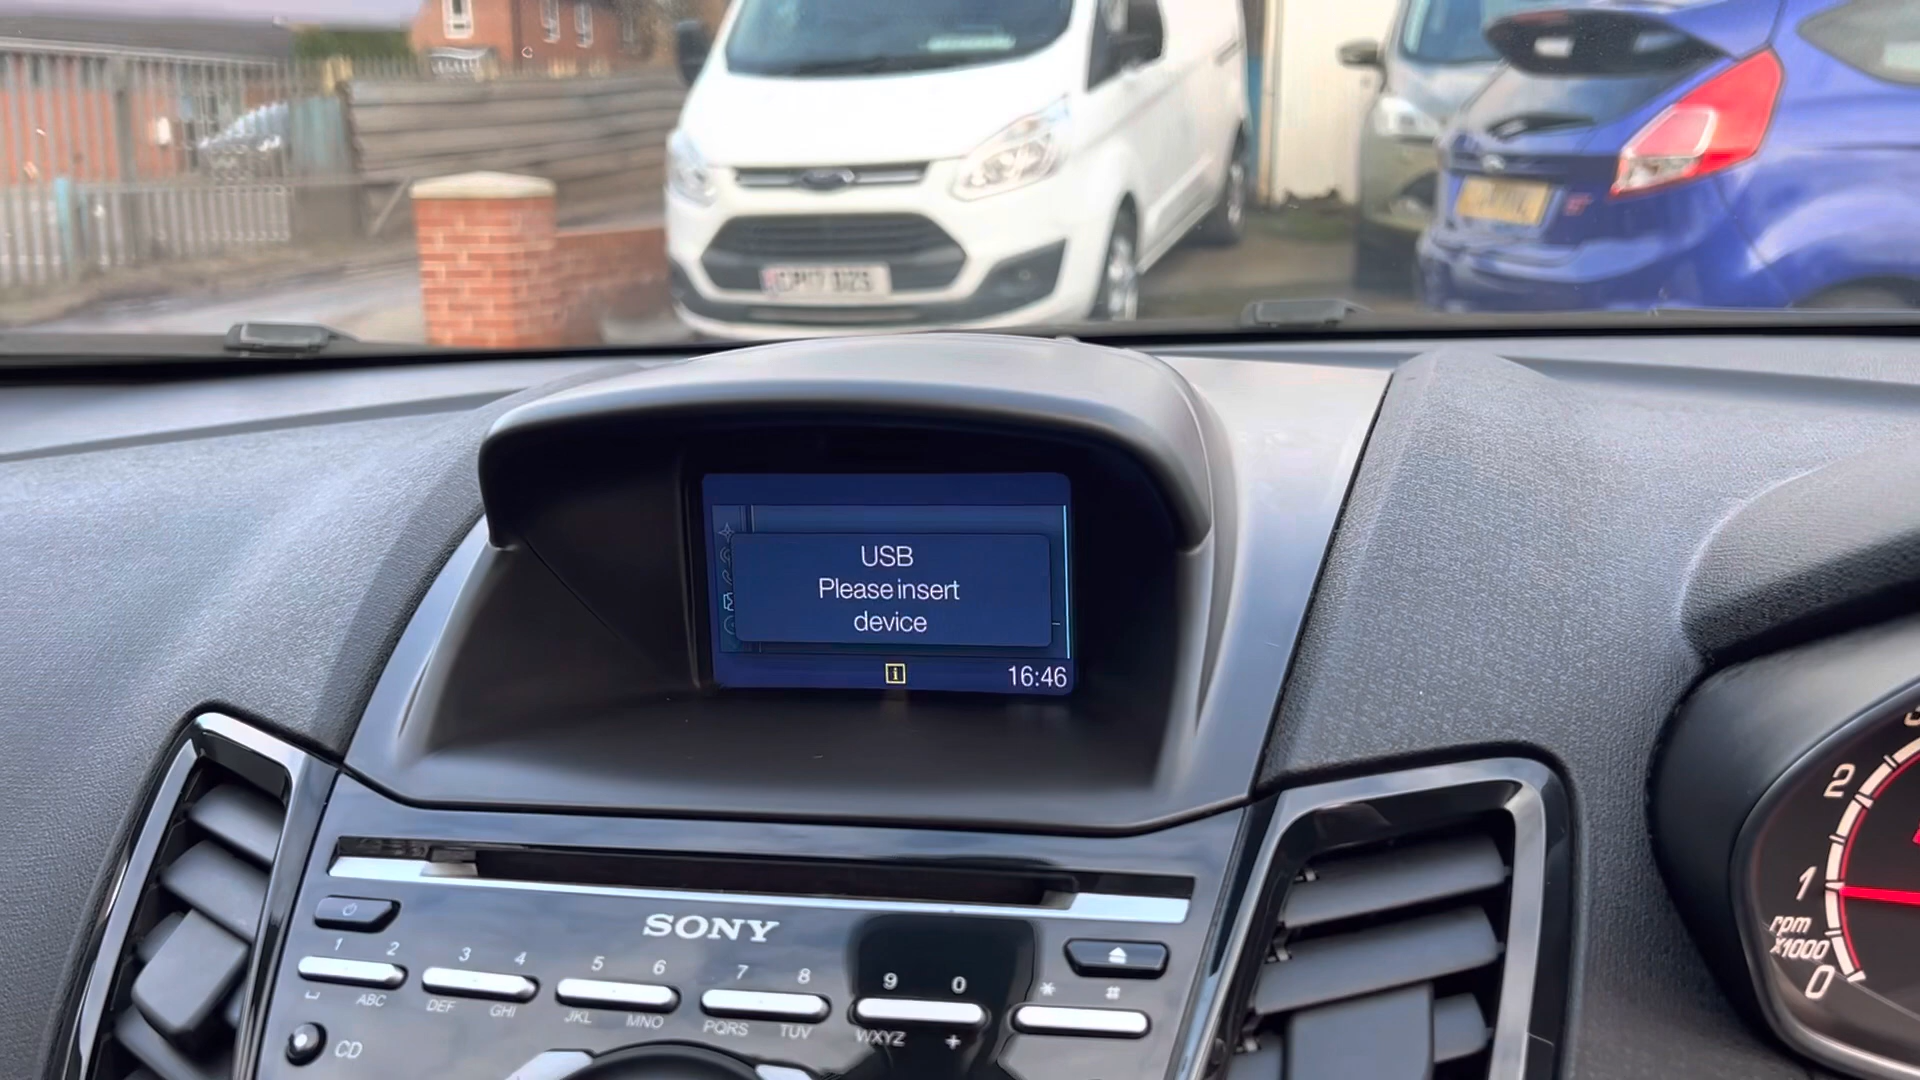 USB
Please insert
device
i
16:46
SONY
1 2 3 4 5 6 7 8 9 0 * #
ABC DEF GHI JKL MNO PQRS TUV WXYZ +
CD
2
1
rpm
x1000
0